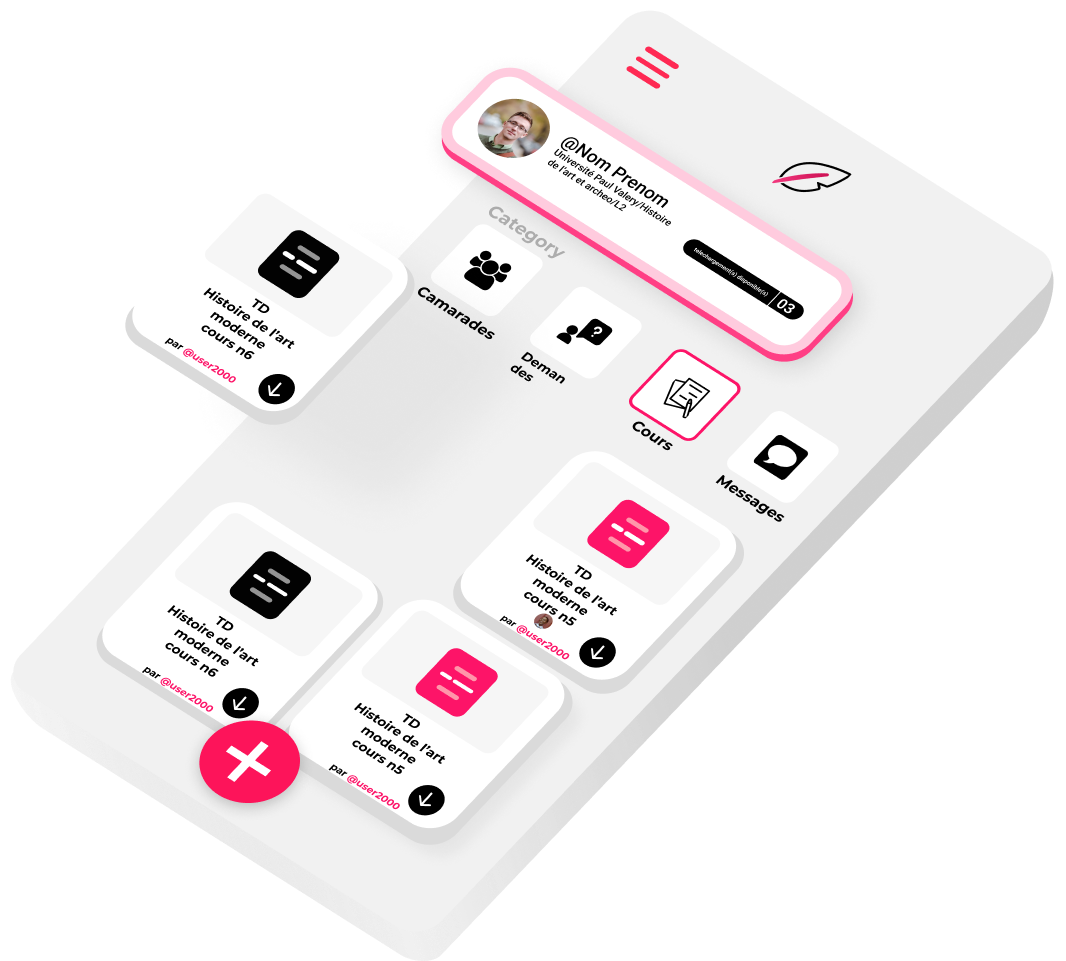 @Nom Prenom
Université Paul Valery/Histoire
de l'art et archeo/L2
telechargement(s) disponible(s)
03
Category
Camarades
Deman
des
?
Cours
Messages
TD
Histoire de l'art
moderne
cours n6
par @user2000
TD
Histoire de l'art
moderne
cours n5
par @user2000
TD
Histoire de l'art
moderne
cours n6
par @user2000
TD
Histoire de l'art
moderne
cours n5
par @user2000